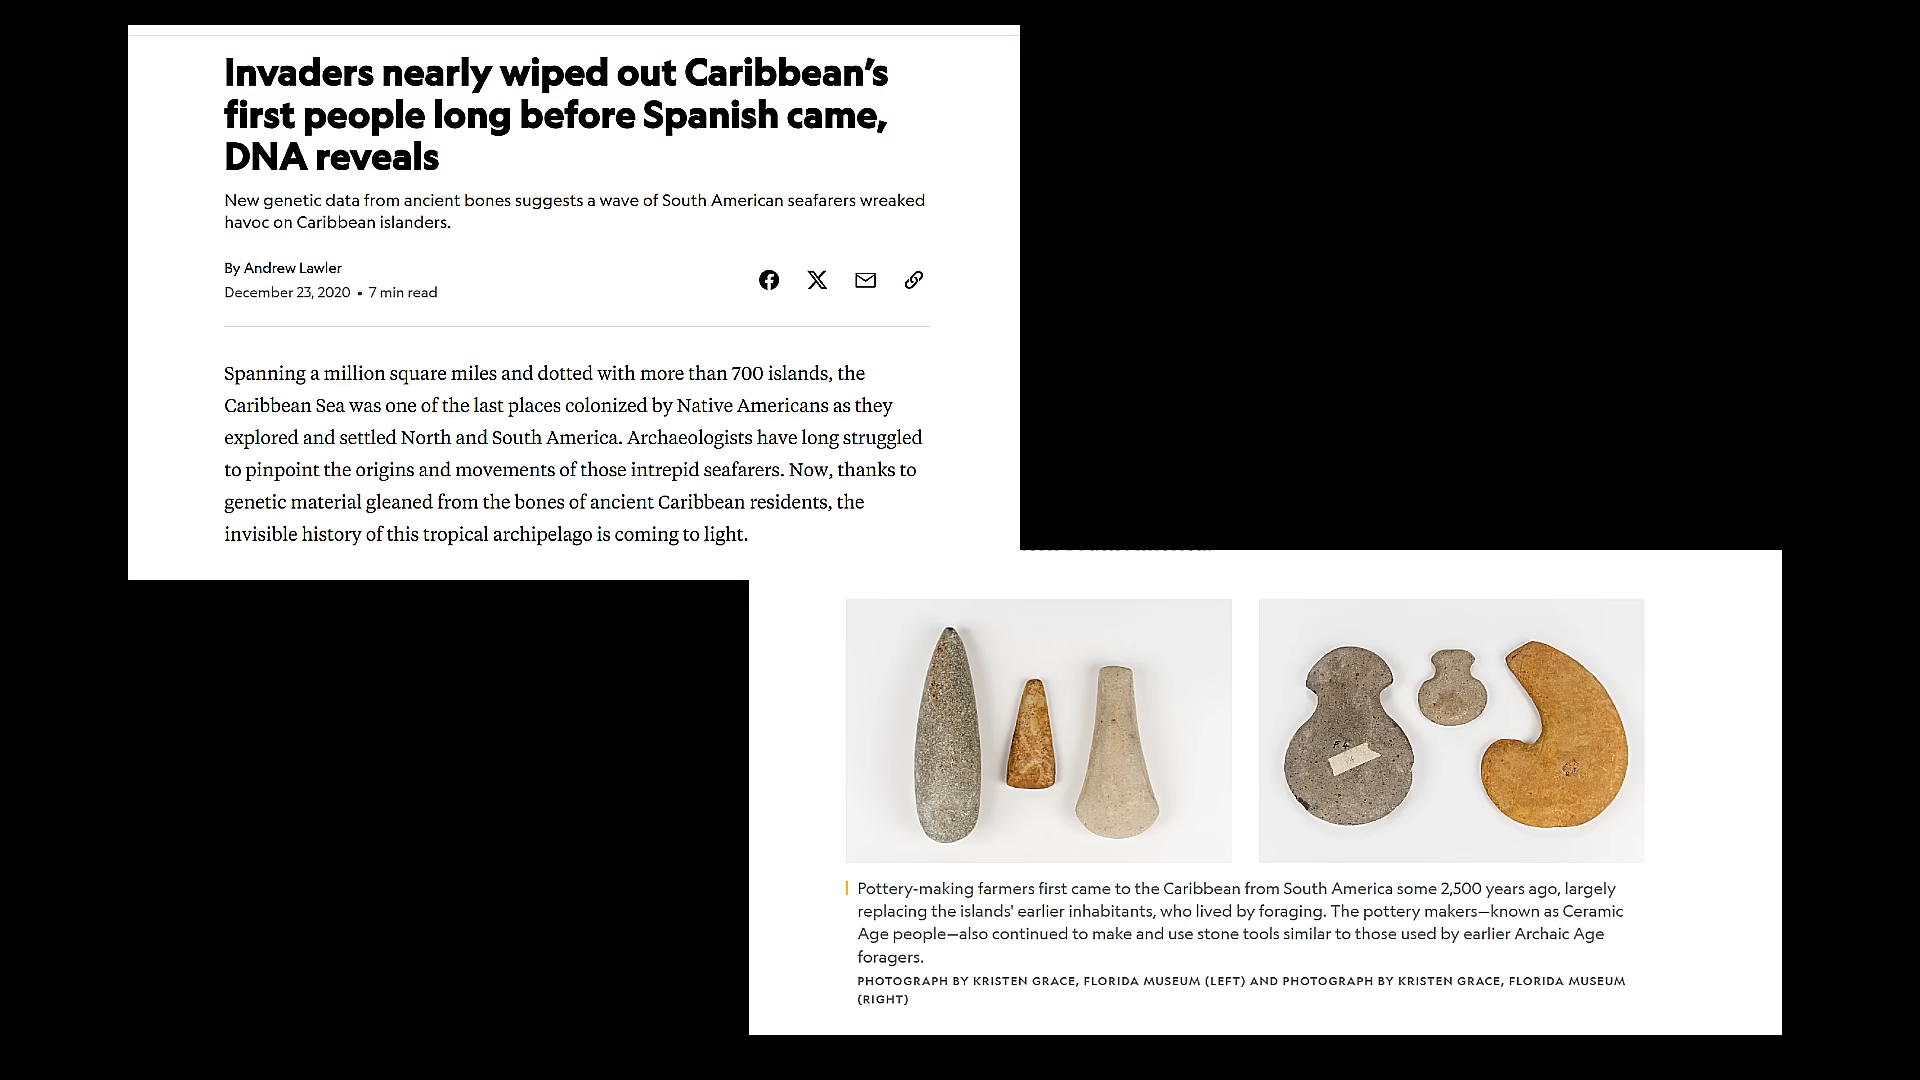 Invaders nearly wiped out Caribbean's
first people long before Spanish came,
DNA reveals
New genetic data from ancient bones suggests a wave of South American seafarers wreaked
havoc on Caribbean islanders.
By Andrew Lawler
December 23, 2020 • 7 min read
Spanning a million square miles and dotted with more than 700 islands, the
Caribbean Sea was one of the last places colonized by Native Americans as they
explored and settled North and South America. Archaeologists have long struggled
to pinpoint the origins and movements of those intrepid seafarers. Now, thanks to
genetic material gleaned from the bones of ancient Caribbean residents, the
invisible history of this tropical archipelago is coming to light.
F4
Pottery-making farmers first came to the Caribbean from South America some 2,500 years ago, largely
replacing the islands' earlier inhabitants, who lived by foraging. The pottery makers—known as Ceramic
Age people—also continued to make and use stone tools similar to those used by earlier Archaic Age
foragers.
PHOTOGRAPH BY KRISTEN GRACE, FLORIDA MUSEUM (LEFT) AND PHOTOGRAPH BY KRISTEN GRACE, FLORIDA MUSEUM
(RIGHT)